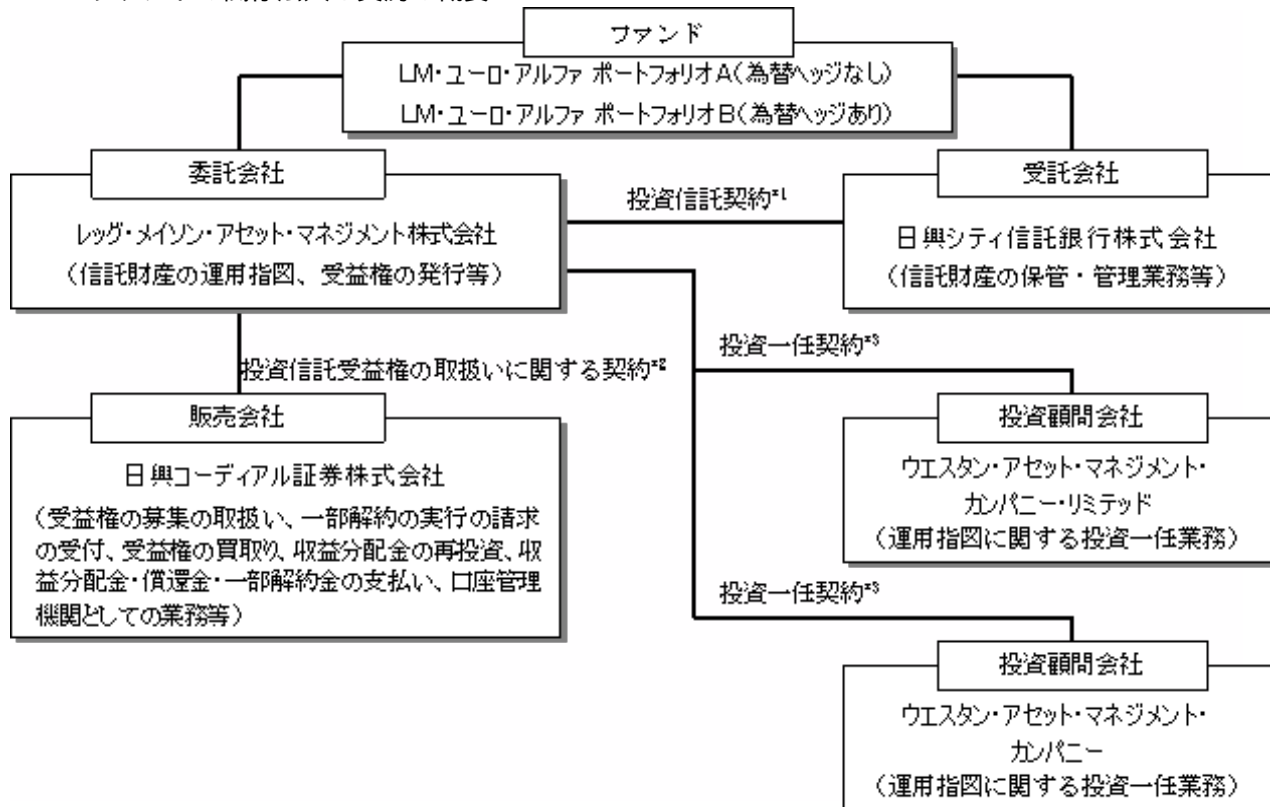 ファンド
LM・ユーロ・アルファ ポートフォリオA(為替ヘッジなし)
LM・ユーロ・アルファ ポートフォリオB(為替ヘッジあり)
委託会社
受託会社
投資信託契約*1
レッグ・メイソン・アセット・マネジメント株式会社
(信託財産の運用指図、受益権の発行等)
日興シティ信託銀行株式会社
(信託財産の保管・管理業務等)
投資一任契約*3
投資信託受益権の取扱いに関する契約*2
販売会社
投資顧問会社
日興コーディアル証券株式会社
(受益権の募集の取扱い、一部解約の実行の請求
の受付、受益権の買取り、収益分配金の再投資、収
益分配金・償還金・一部解約金の支払い、口座管理
機関としての業務等)
ウエスタン・アセット・マネジメント・
カンパニー・リミテッド
(運用指図に関する投資一任業務)
投資一任契約*3
投資顧問会社
ウエスタン・アセット・マネジメント・
カンパニー
(運用指図に関する投資一任業務)